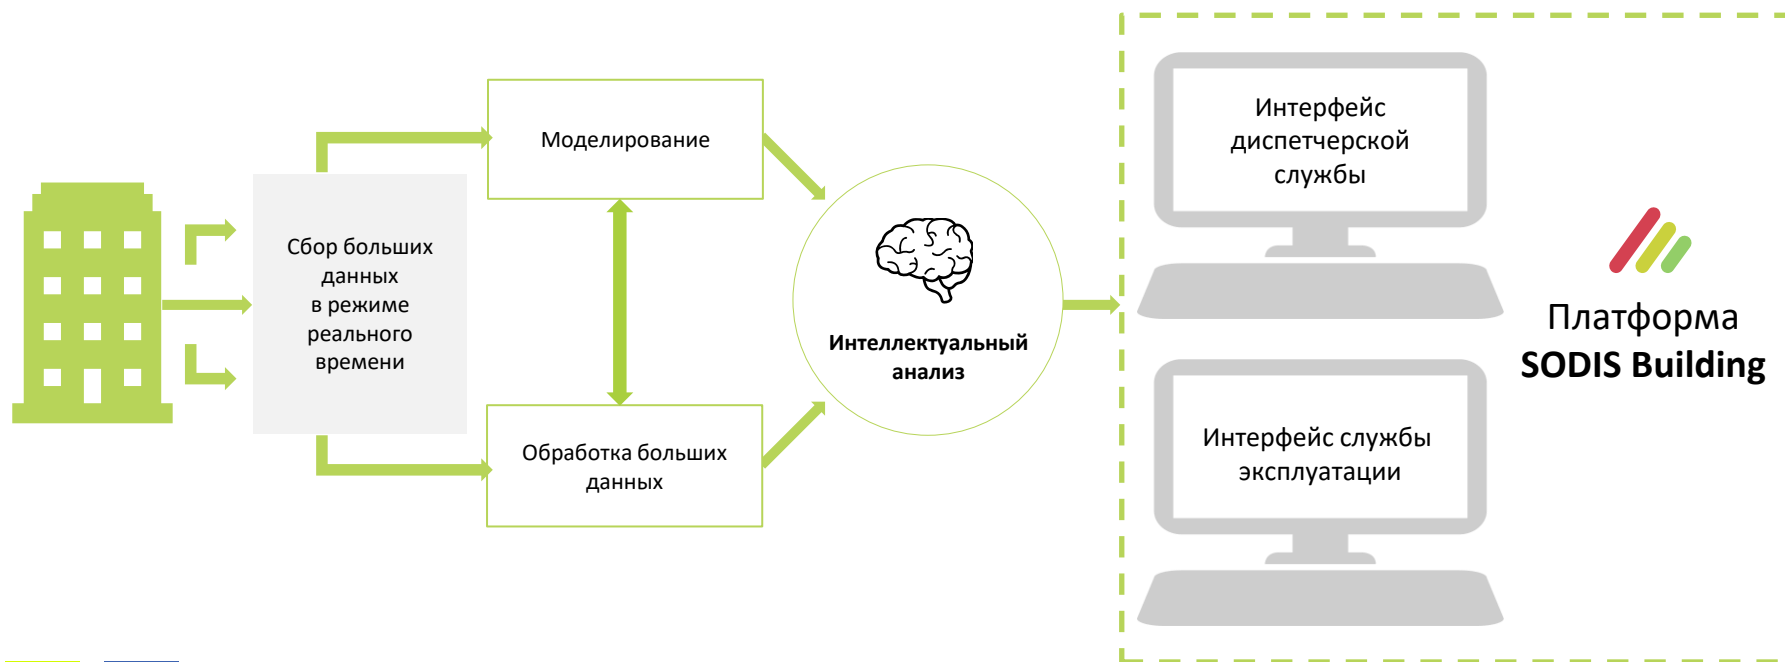 Сбор больших
данных
в режиме
реального
времени
Моделирование
Обработка больших
данных
Интеллектуальный
анализ
Интерфейс
диспетчерской
службы
Интерфейс службы
эксплуатации
Платформа
SODIS Building